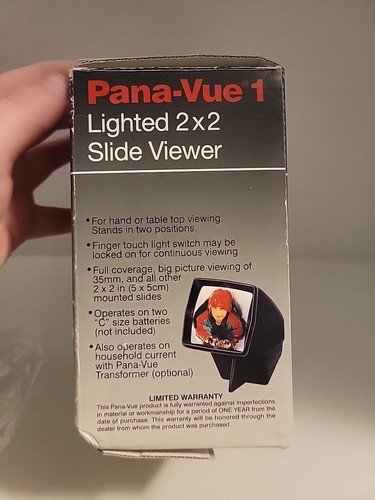 Pana-Vue® 1
Lighted 2x2
Slide Viewer
• For hand or table top viewing.
Stands in two positions.
• Finger touch light switch may be
locked on for continuous viewing
• Full coverage, big picture viewing of
35mm, and all other
2 x 2 in (5 x 5cm)
mounted slides
• Operates on two
"C" size batteries
(not included)
• Also operates on
household current
with Pana-Vue
Transformer (optional)
LIMITED WARRANTY
This Pana-Vue product is fully warranted against imperfections
in material or workmanship for a period of ONE YEAR from the
date of purchase. This warranty will be honored through the
dealer from whom the product was purchased.